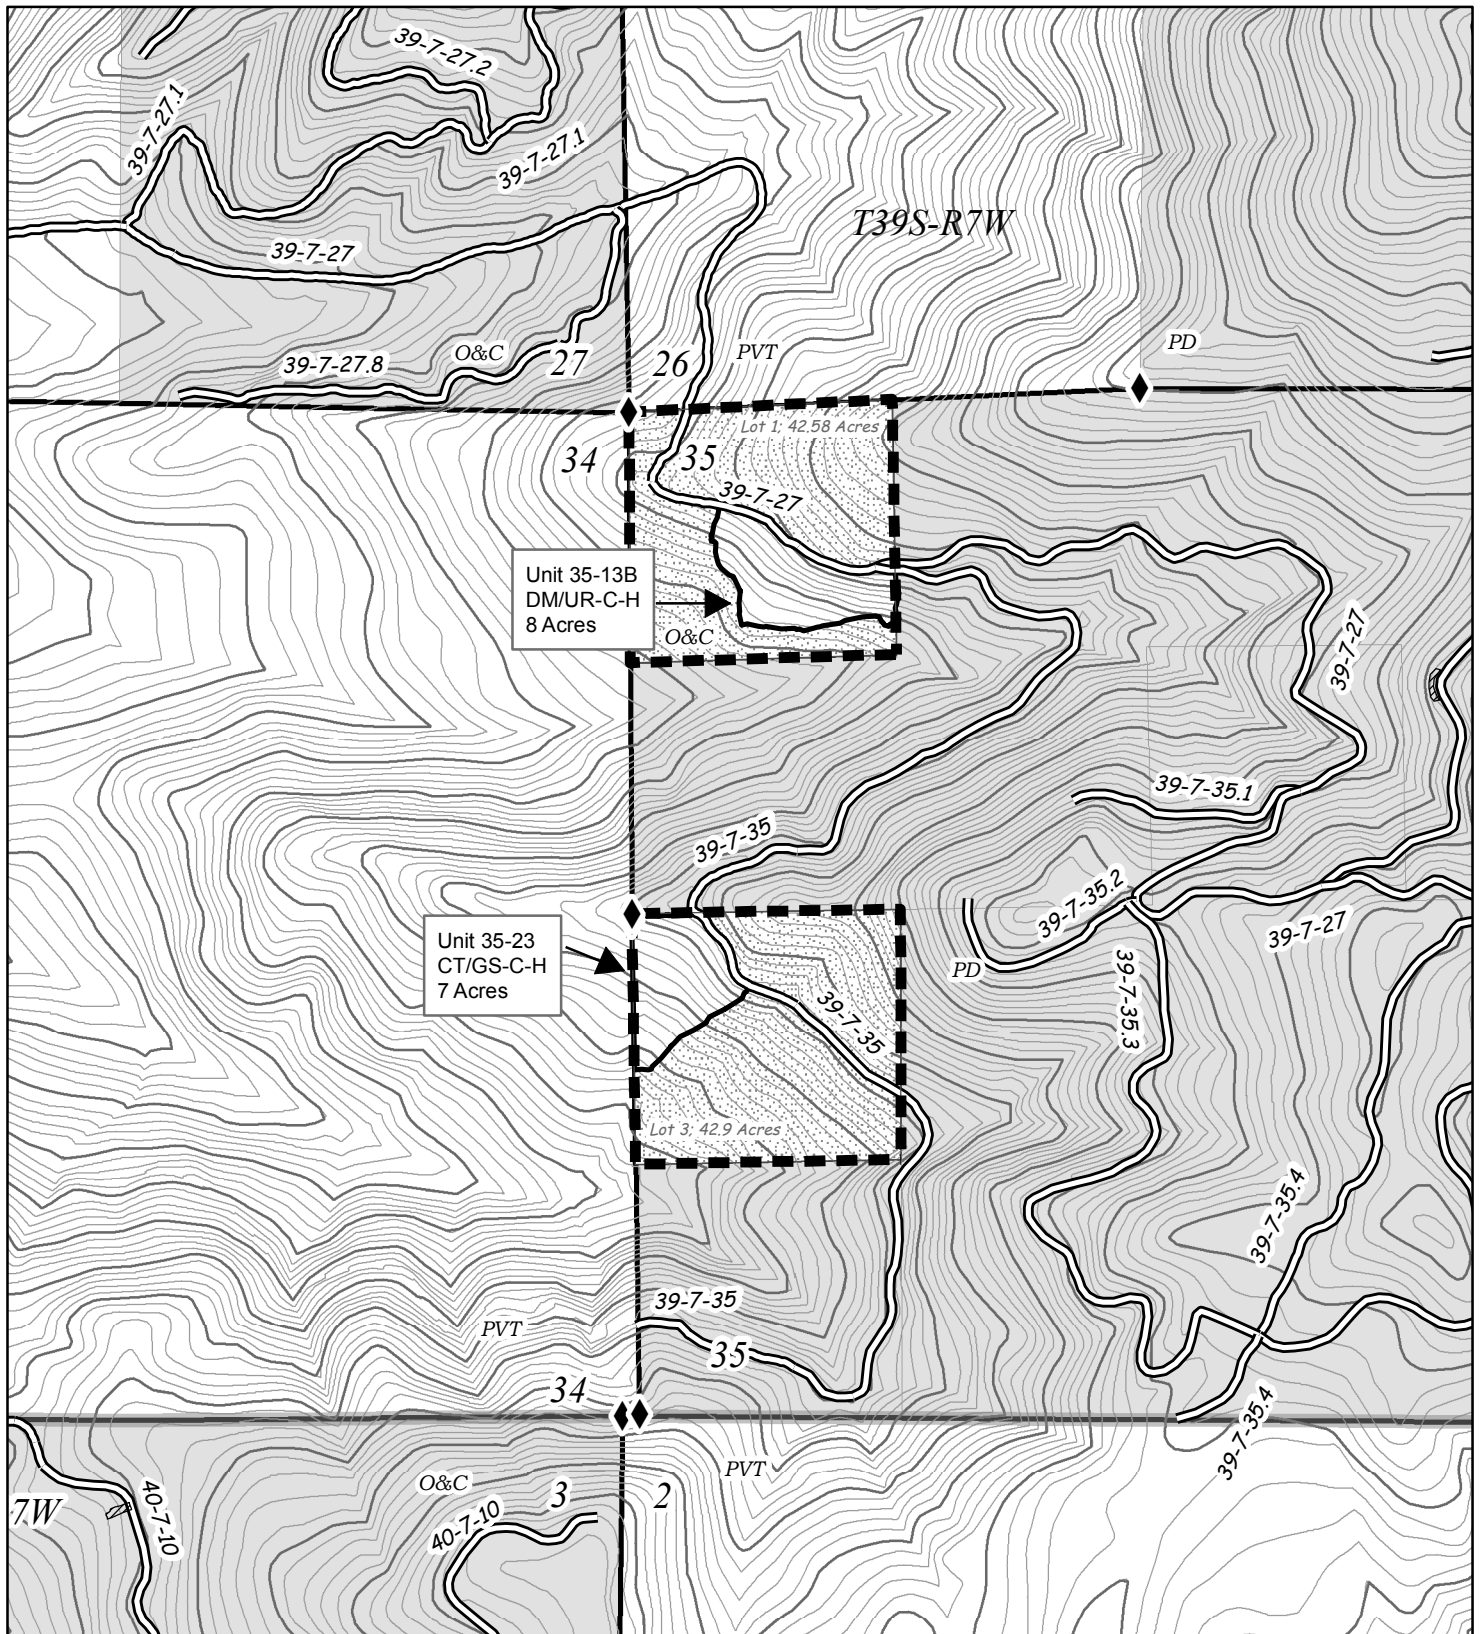 39-7-27.2
39-7-27.1
39-7-27.1
T39S-R7W
39-7-27
PD
39-7-27.8
O&C
27
26
PVT
Lot 1; 42.58 Acres
34
35
39-7-27
Unit 35-13B
DM/UR-C-H
8 Acres
O&C
39-7-27
39-7-35.1
39-7-35
39-7-35.2
39-7-27
Unit 35-23
CT/GS-C-H
7 Acres
PD
39-7-35.3
39-7-35
Lot 3; 42.9 Acres
39-7-35.4
39-7-35
PVT
35
34
39-7-35.4
PVT
O&C
3
2
7W
40-7-10
40-7-10